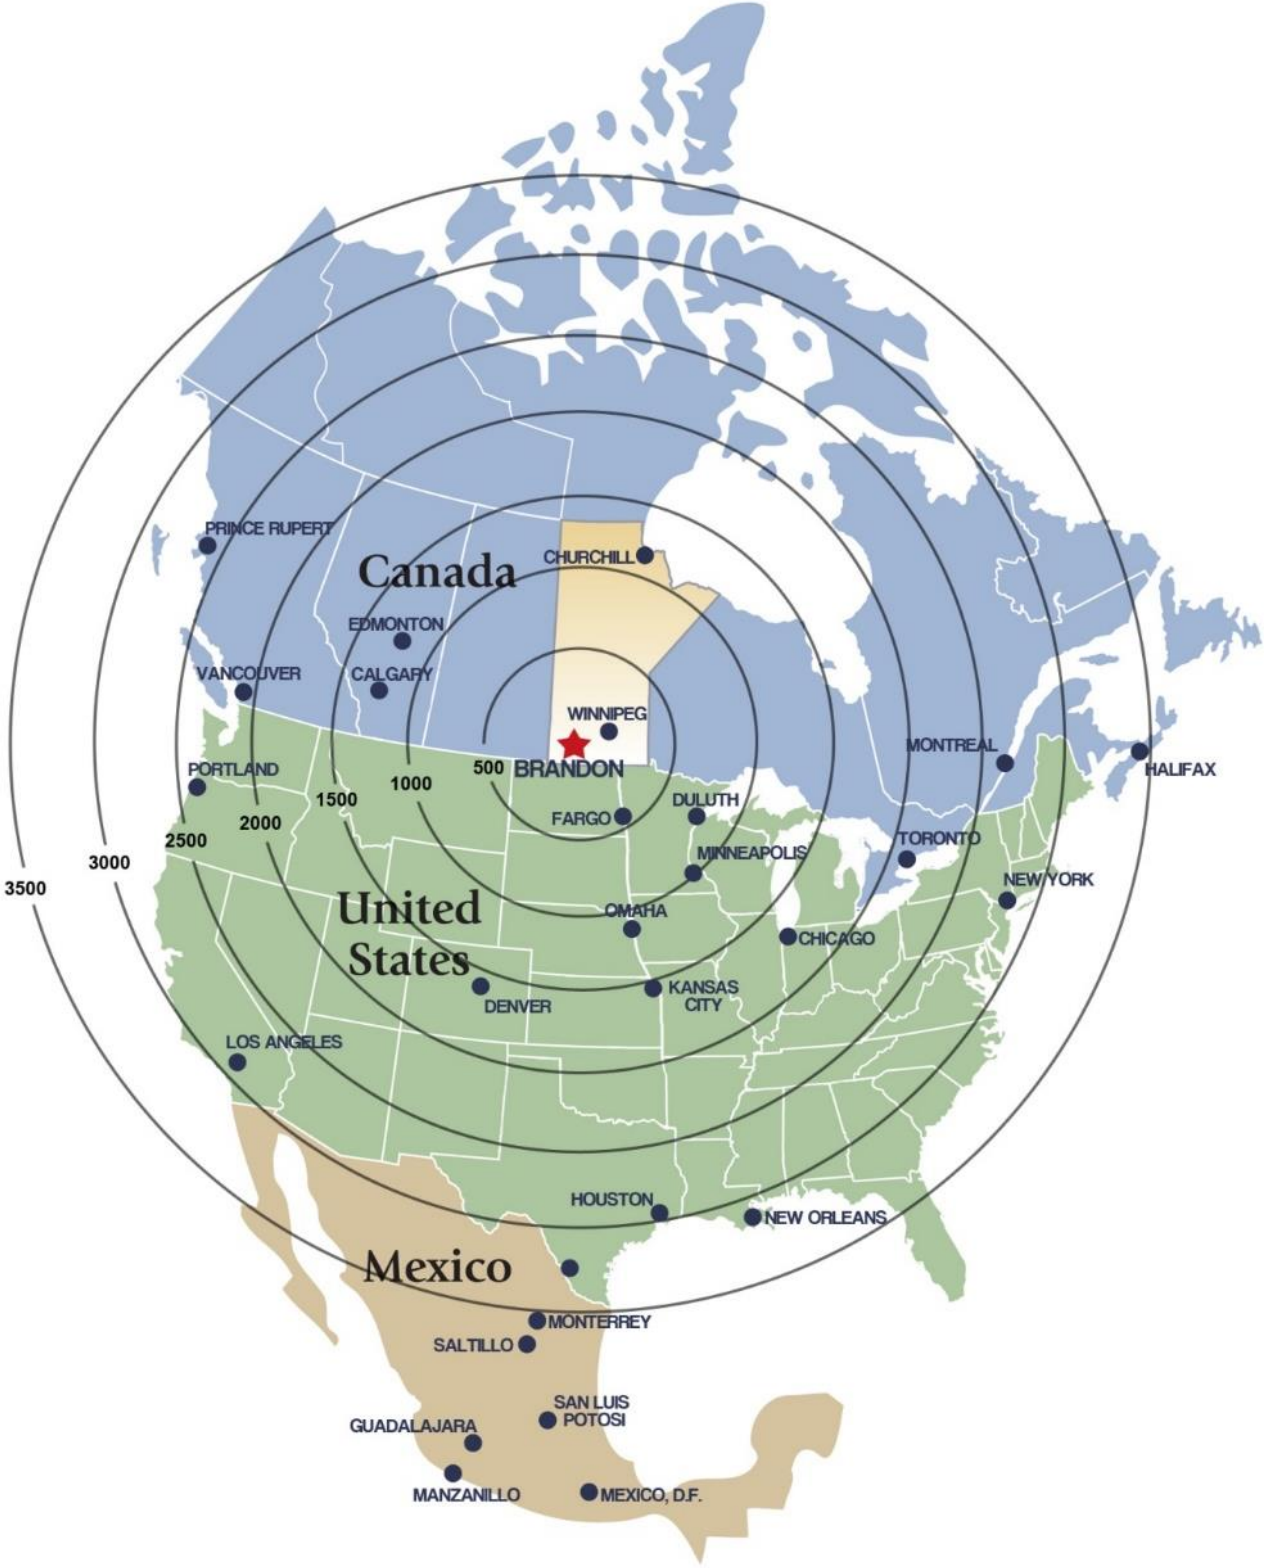 PRINCE RUPERT
CHURCHILL
Canada
EDMONTON
VANCOUVER
CALGARY
WINNIPEG
MONTREAL
BRANDON
HALIFAX
PORTLAND
500
1000
1500
2000
2500
3000
3500
FARGO
DULUTH
TORONTO
MINNEAPOLIS
NEW YORK
United
States
OMAHA
CHICAGO
DENVER
KANSAS
CITY
LOS ANGELES
HOUSTON
NEW ORLEANS
Mexico
MONTERREY
SALTILLO
SAN LUIS
POTOSI
GUADALAJARA
MANZANILLO
MEXICO, D.F.